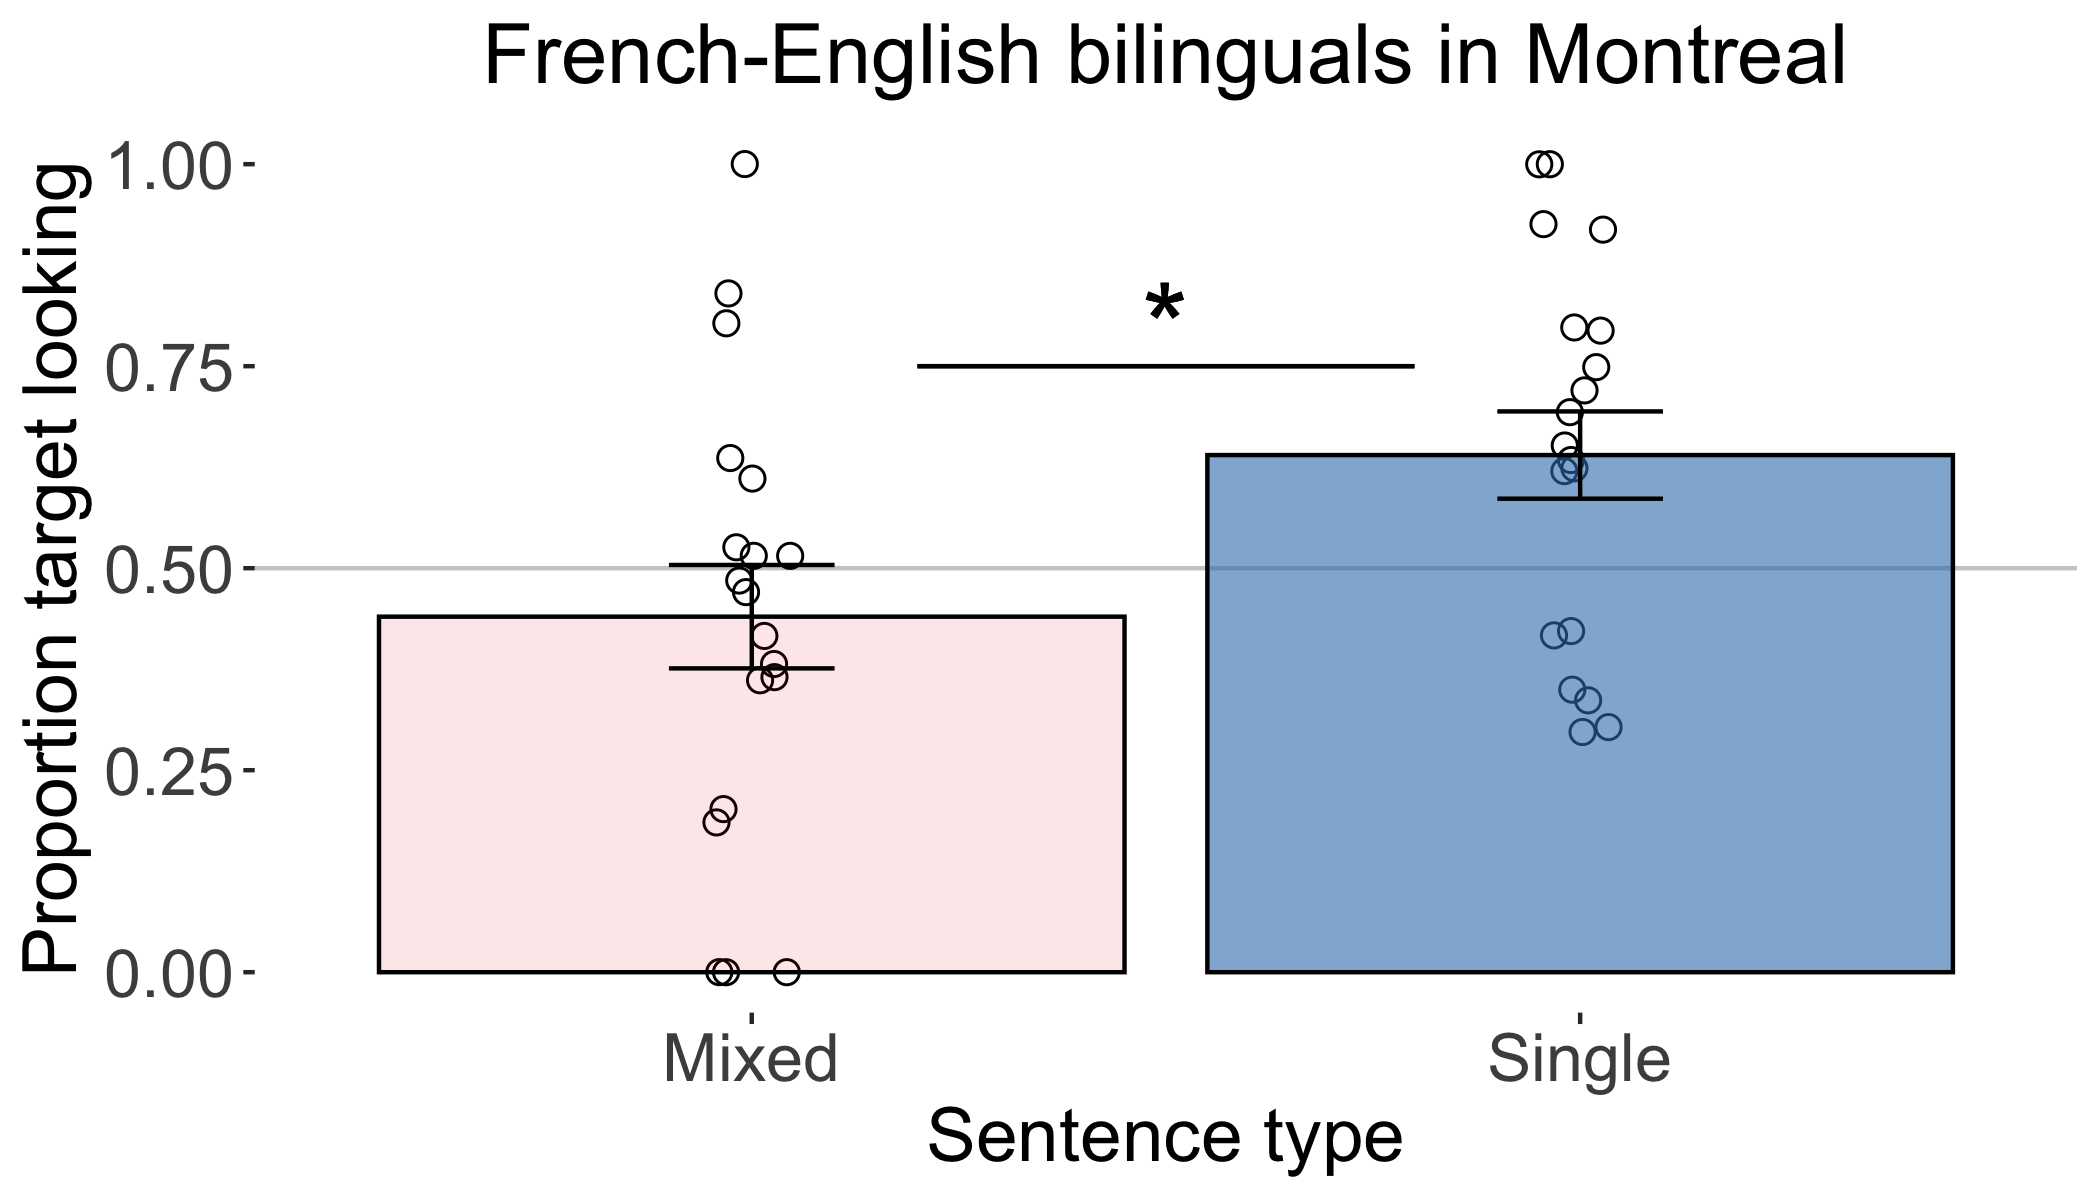 French-English bilinguals in Montreal
Proportion target looking
1.00
0.75
0.50
0.25
0.00
*
Mixed
Single
Sentence type